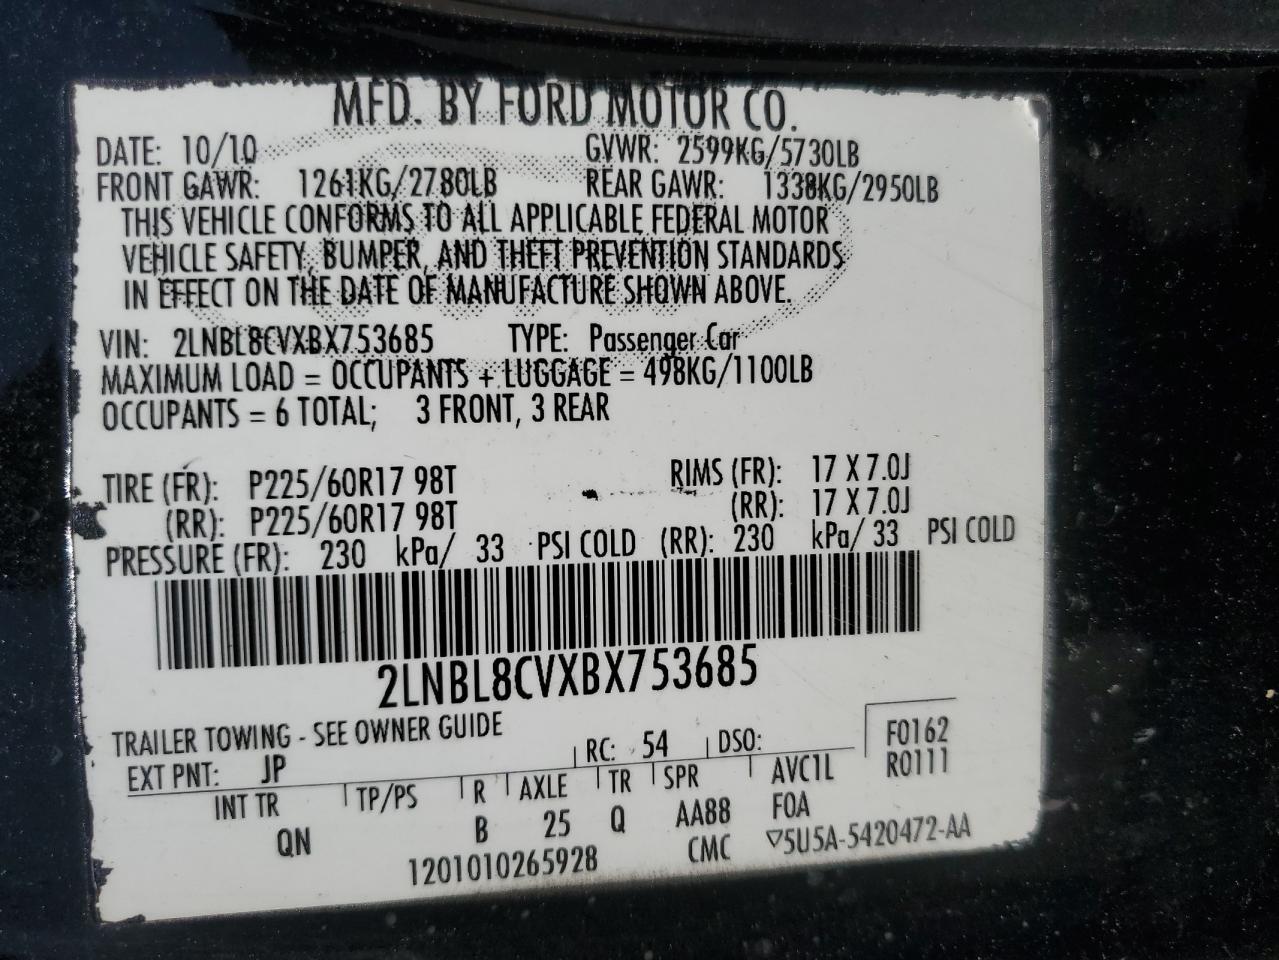 MFD. BY FORD MOTOR CO.
DATE: 10/10 GVWR: 2599KG/5730LB
FRONT GAWR: 1261KG/2780LB REAR GAWR: 1338KG/2950LB
THIS VEHICLE CONFORMS TO ALL APPLICABLE FEDERAL MOTOR
VEHICLE SAFETY, BUMPER, AND THEFT PREVENTION STANDARDS
IN EFFECT ON THE DATE OF MANUFACTURE SHOWN ABOVE.
VIN: 2LNBL8CVXBX753685 TYPE: Passenger Car
MAXIMUM LOAD = OCCUPANTS + LUGGAGE = 498KG/1100LB
OCCUPANTS = 6 TOTAL; 3 FRONT, 3 REAR
TIRE (FR): P225/60R17 98T RIMS (FR): 17 X 7.0J
(RR): P225/60R17 98T (RR): 17 X 7.0J
PRESSURE (FR): 230 kPa/ 33 PSI COLD (RR): 230 kPa/ 33 PSI COLD
2LNBL8CVXBX753685
TRAILER TOWING - SEE OWNER GUIDE
EXT PNT: JP RC: 54 DSO: F0162
R0111
INT TR TP/PS R AXLE TR SPR AVC1L
QN B 25 Q AA88 FOA
1201010265928 CMC ▽5U5A-5420472-AA